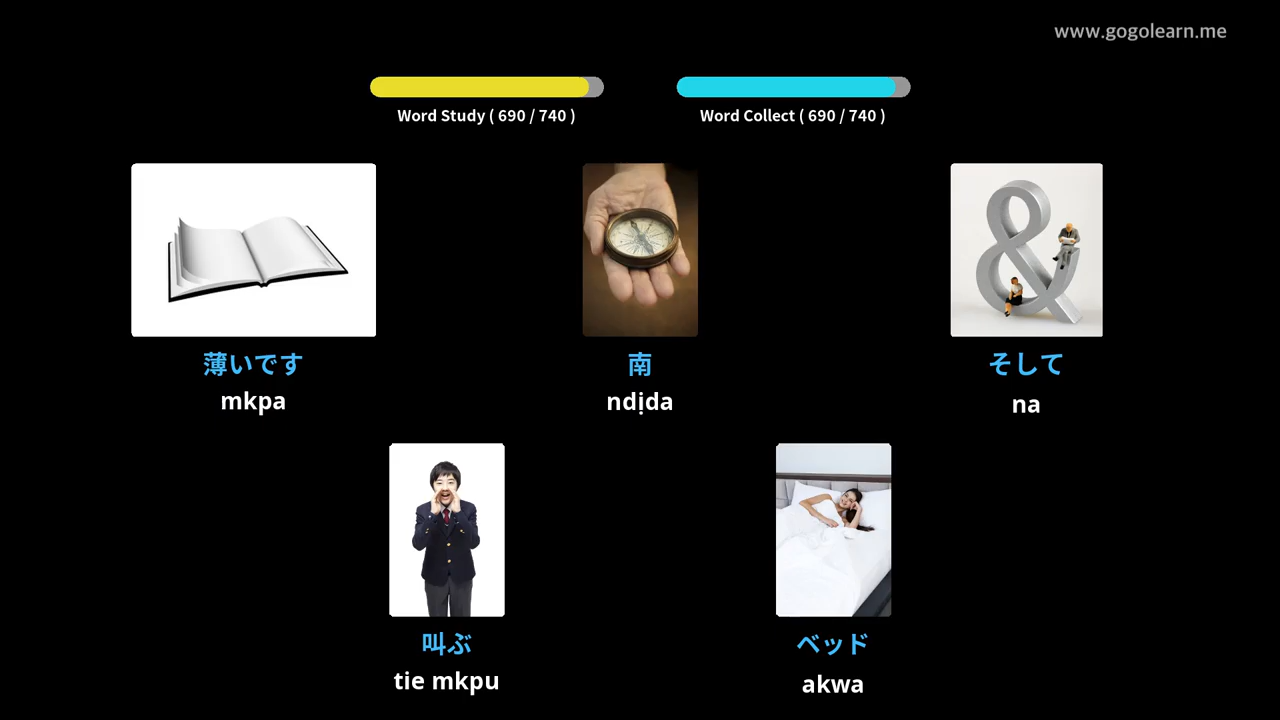 www.gogolearn.me
Word Study ( 690 / 740 )
Word Collect ( 690 / 740 )
薄いです
mkpa
南
ndịda
そして
na
叫ぶ
tie mkpu
ベッド
akwa